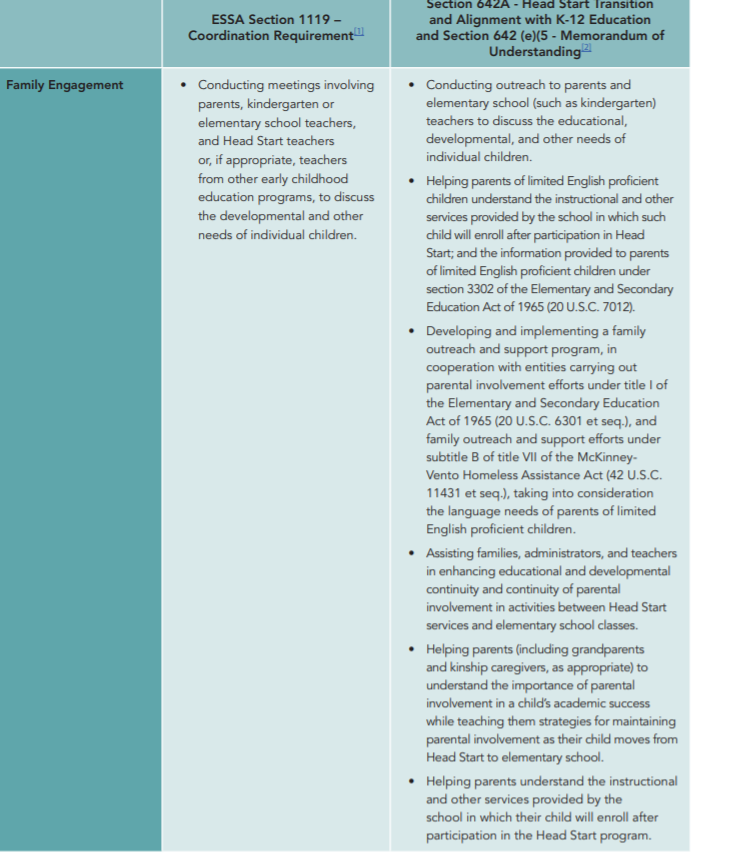 ESSA Section 1119 –
Coordination Requirement[1]
Section 642A - Head Start Transition
and Alignment with K-12 Education
and Section 642 (e)(5 - Memorandum of
Understanding[2]
Family Engagement
• Conducting meetings involving
parents, kindergarten or
elementary school teachers,
and Head Start teachers
or, if appropriate, teachers
from other early childhood
education programs, to discuss
the developmental and other
needs of individual children.
• Conducting outreach to parents and
elementary school (such as kindergarten)
teachers to discuss the educational,
developmental, and other needs of
individual children.
• Helping parents of limited English proficient
children understand the instructional and other
services provided by the school in which such
child will enroll after participation in Head
Start; and the information provided to parents
of limited English proficient children under
section 3302 of the Elementary and Secondary
Education Act of 1965 (20 U.S.C. 7012).
• Developing and implementing a family
outreach and support program, in
cooperation with entities carrying out
parental involvement efforts under title I of
the Elementary and Secondary Education
Act of 1965 (20 U.S.C. 6301 et seq.), and
family outreach and support efforts under
subtitle B of title VII of the McKinney-
Vento Homeless Assistance Act (42 U.S.C.
11431 et seq.), taking into consideration
the language needs of parents of limited
English proficient children.
• Assisting families, administrators, and teachers
in enhancing educational and developmental
continuity and continuity of parental
involvement in activities between Head Start
services and elementary school classes.
• Helping parents (including grandparents
and kinship caregivers, as appropriate) to
understand the importance of parental
involvement in a child's academic success
while teaching them strategies for maintaining
parental involvement as their child moves from
Head Start to elementary school.
• Helping parents understand the instructional
and other services provided by the
school in which their child will enroll after
participation in the Head Start program.